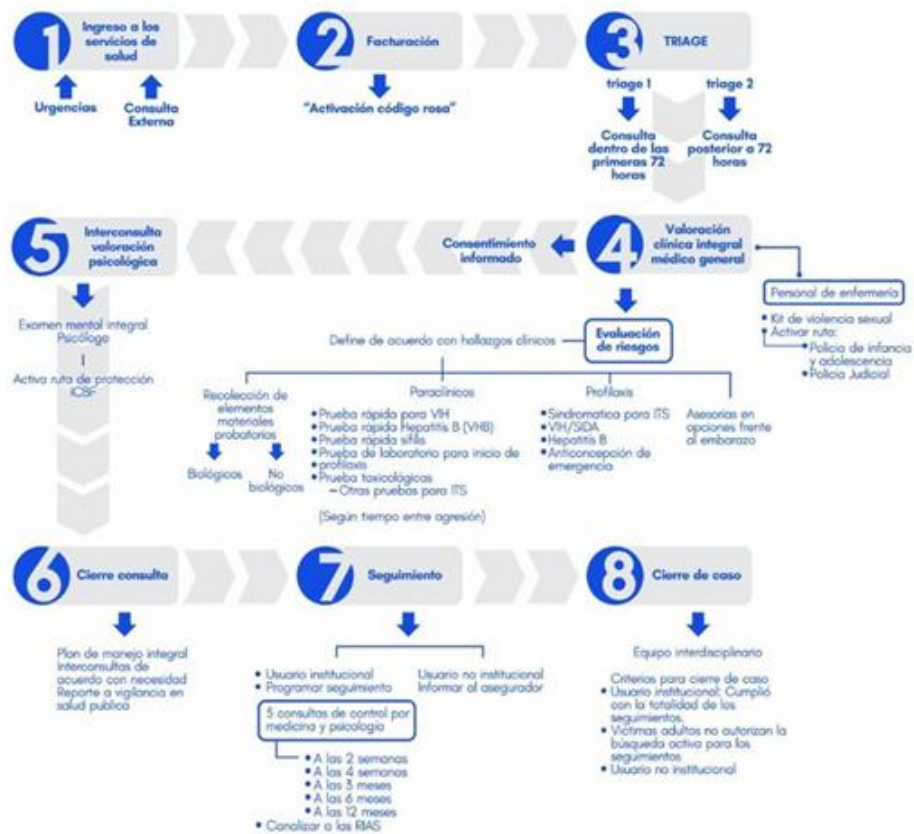 1
Ingreso a los
servicios de
salud
Urgencias
Consulta
Externa
2
Facturación
"Activación código rosa"
3
TRIAGE
triage 1
Consulta
dentro de las
primeras 72
horas
triage 2
Consulta
posterior a 72
horas
4
Valoración
clínica integral
médico general
Consentimiento
informado
Personal de enfermería
• Kit de violencia sexual
• Activar ruta:
• Policia de infancia
y adolescencia
• Policia Judicial
Evaluación
de riesgos
Define de acuerdo con hallazgos clínicos
Recolección de
elementos
materiales
probatorios
Biológicos
No
biológicos
Paraclínicos
• Prueba rápida para VIH
• Prueba rápida Hepatitis B (VHB)
• Prueba rápida sífilis
• Prueba de laboratorio para inicio de
profilaxis
• Prueba toxicológicas
– Otras pruebas para ITS
(Según tiempo entre agresión)
Profilaxis
• Sindromatica para ITS
• VIH/SIDA
• Hepatitis B
• Anticoncepción de
emergencia
Asesorias en
opciones frente
al embarazo
5
Interconsulta
valoración
psicológica
Examen mental integral
Psicólogo
Activa ruta de protección
ICBF
6
Cierre consulta
Plan de manejo integral
Interconsultas de
acuerdo con necesidad
Reporte a vigilancia en
salud publica
7
Seguimiento
• Usuario institucional
• Programar seguimiento
5 consultas de control por
medicina y psicología
• A las 2 semanas
• A las 4 semanas
• A los 3 meses
• A los 6 meses
• A los 12 meses
• Canalizar a las RIAS
Usuario no institucional
Informar al asegurador
8
Cierre de caso
Equipo interdisciplinario
Criterios para cierre de caso
• Usuario institucional: Cumplió
con la totalidad de los
seguimientos.
• Víctimas adultos no autorizan la
búsqueda activa para los
seguimientos
• Usuario no institucional